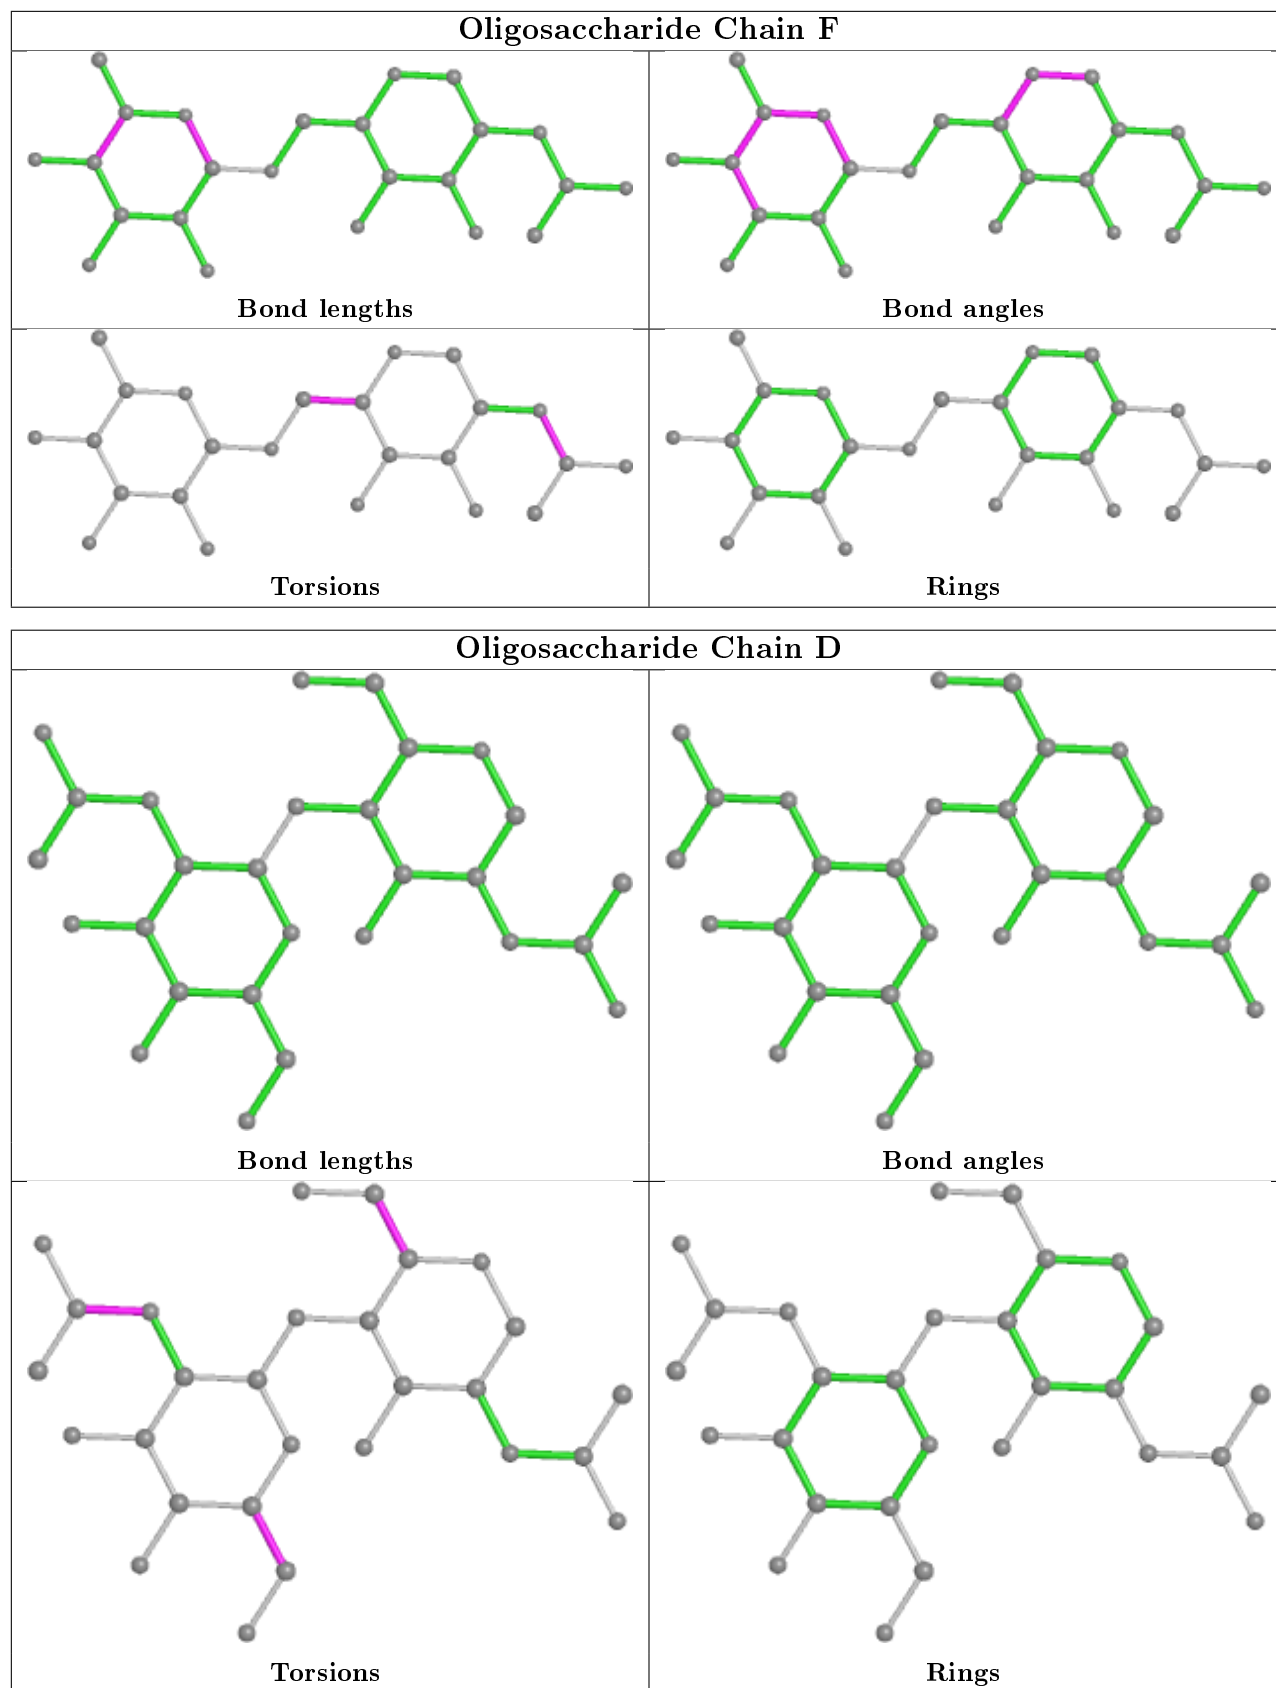 Oligosaccharide Chain F
Bond lengths
Bond angles
Torsions
Rings
Oligosaccharide Chain D
Bond lengths
Bond angles
Torsions
Rings